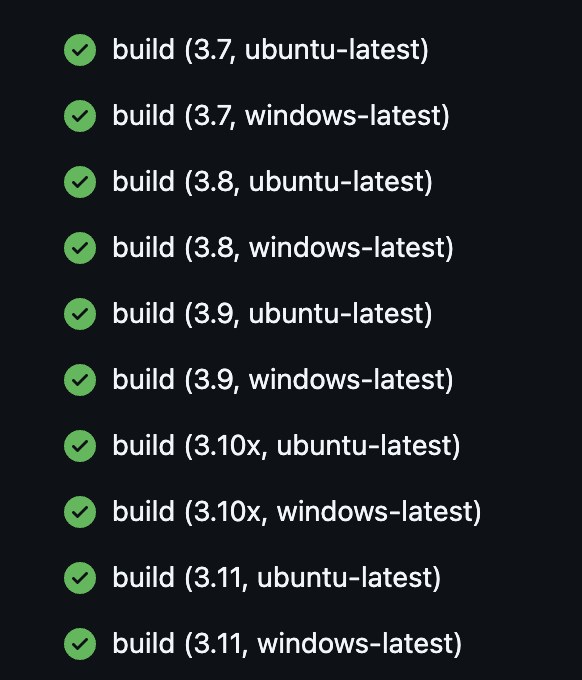 build (3.7, ubuntu-latest)
build (3.7, windows-latest)
build (3.8, ubuntu-latest)
build (3.8, windows-latest)
build (3.9, ubuntu-latest)
build (3.9, windows-latest)
build (3.10x, ubuntu-latest)
build (3.10x, windows-latest)
build (3.11, ubuntu-latest)
build (3.11, windows-latest)